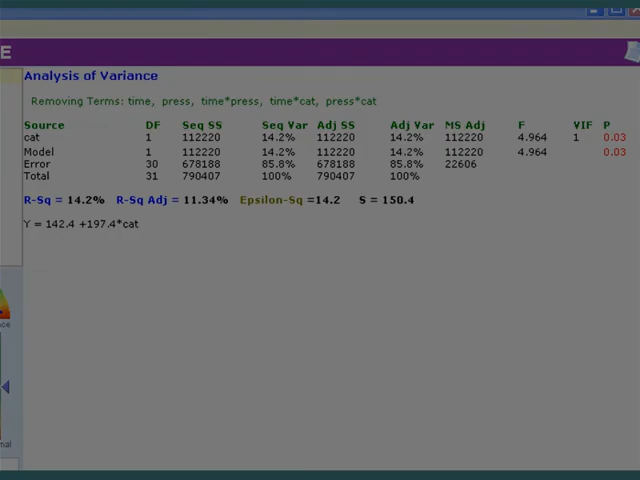 E
Analysis of Variance
Removing Terms: time, press, time*press, time*cat, press*cat
Source DF Seq SS Seq Var Adj SS Adj Var MS Adj F VIF P
cat 1 112220 14.2% 112220 14.2% 112220 4.964 1 0.03
Model 1 112220 14.2% 112220 14.2% 112220 4.964 0.03
Error 30 678188 85.8% 678188 85.8% 22606
Total 31 790407 100% 790407 100%
R-Sq = 14.2% R-Sq Adj = 11.34% Epsilon-Sq =14.2 S = 150.4
Y = 142.4 +197.4*cat
ce
nal